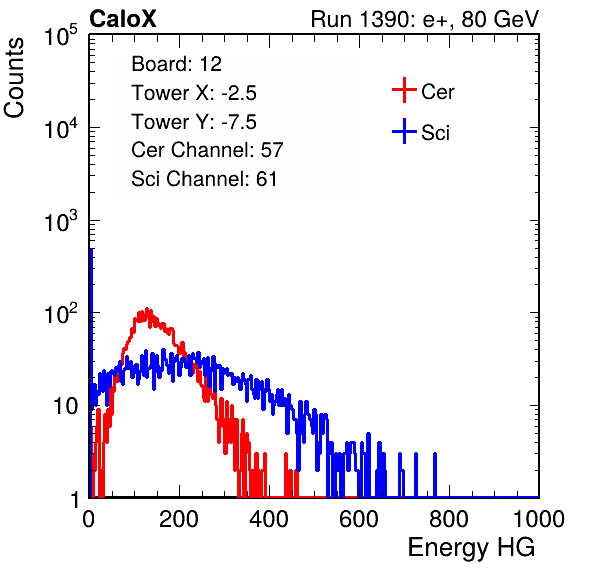 CaloX Run 1390: e+, 80 GeV
Counts
10^5
10^4
10^3
10^2
10
1
Board: 12
Tower X: -2.5
Tower Y: -7.5
Cer Channel: 57
Sci Channel: 61
Cer
Sci
0 200 400 600 800 1000
Energy HG